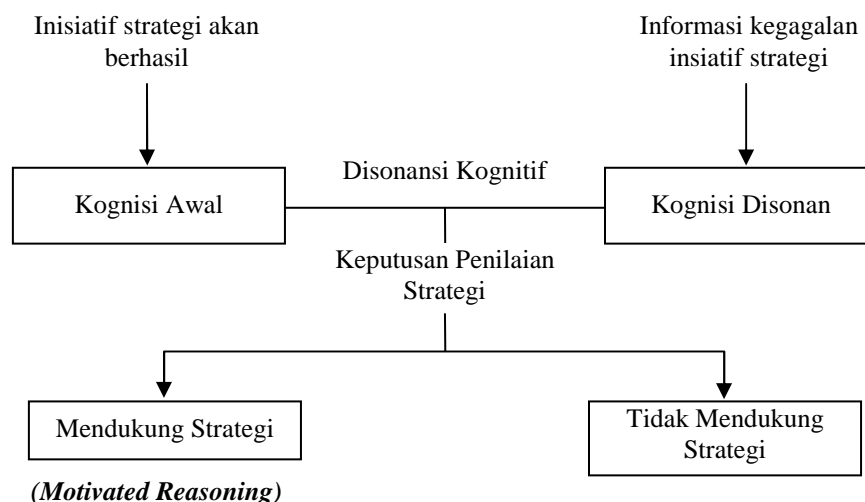 Inisiatif strategi akan
berhasil
Informasi kegagalan
insiatif strategi
Disonansi Kognitif
Kognisi Awal
Kognisi Disonan
Keputusan Penilaian
Strategi
Mendukung Strategi
Tidak Mendukung
Strategi
(Motivated Reasoning)